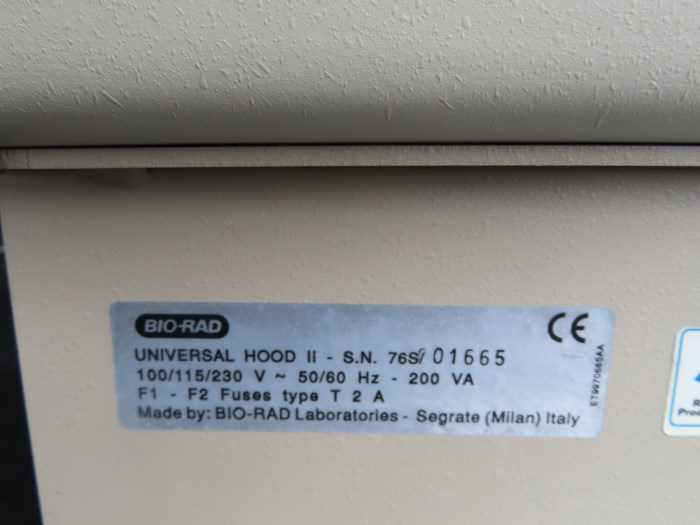 BIO-RAD
CE
UNIVERSAL HOOD II - S.N. 76S/ 01665
100/115/230 V ~ 50/60 Hz - 200 VA
F1 - F2 Fuses type T 2 A
Made by: BIO-RAD Laboratories - Segrate (Milan) Italy
ET9970685AA